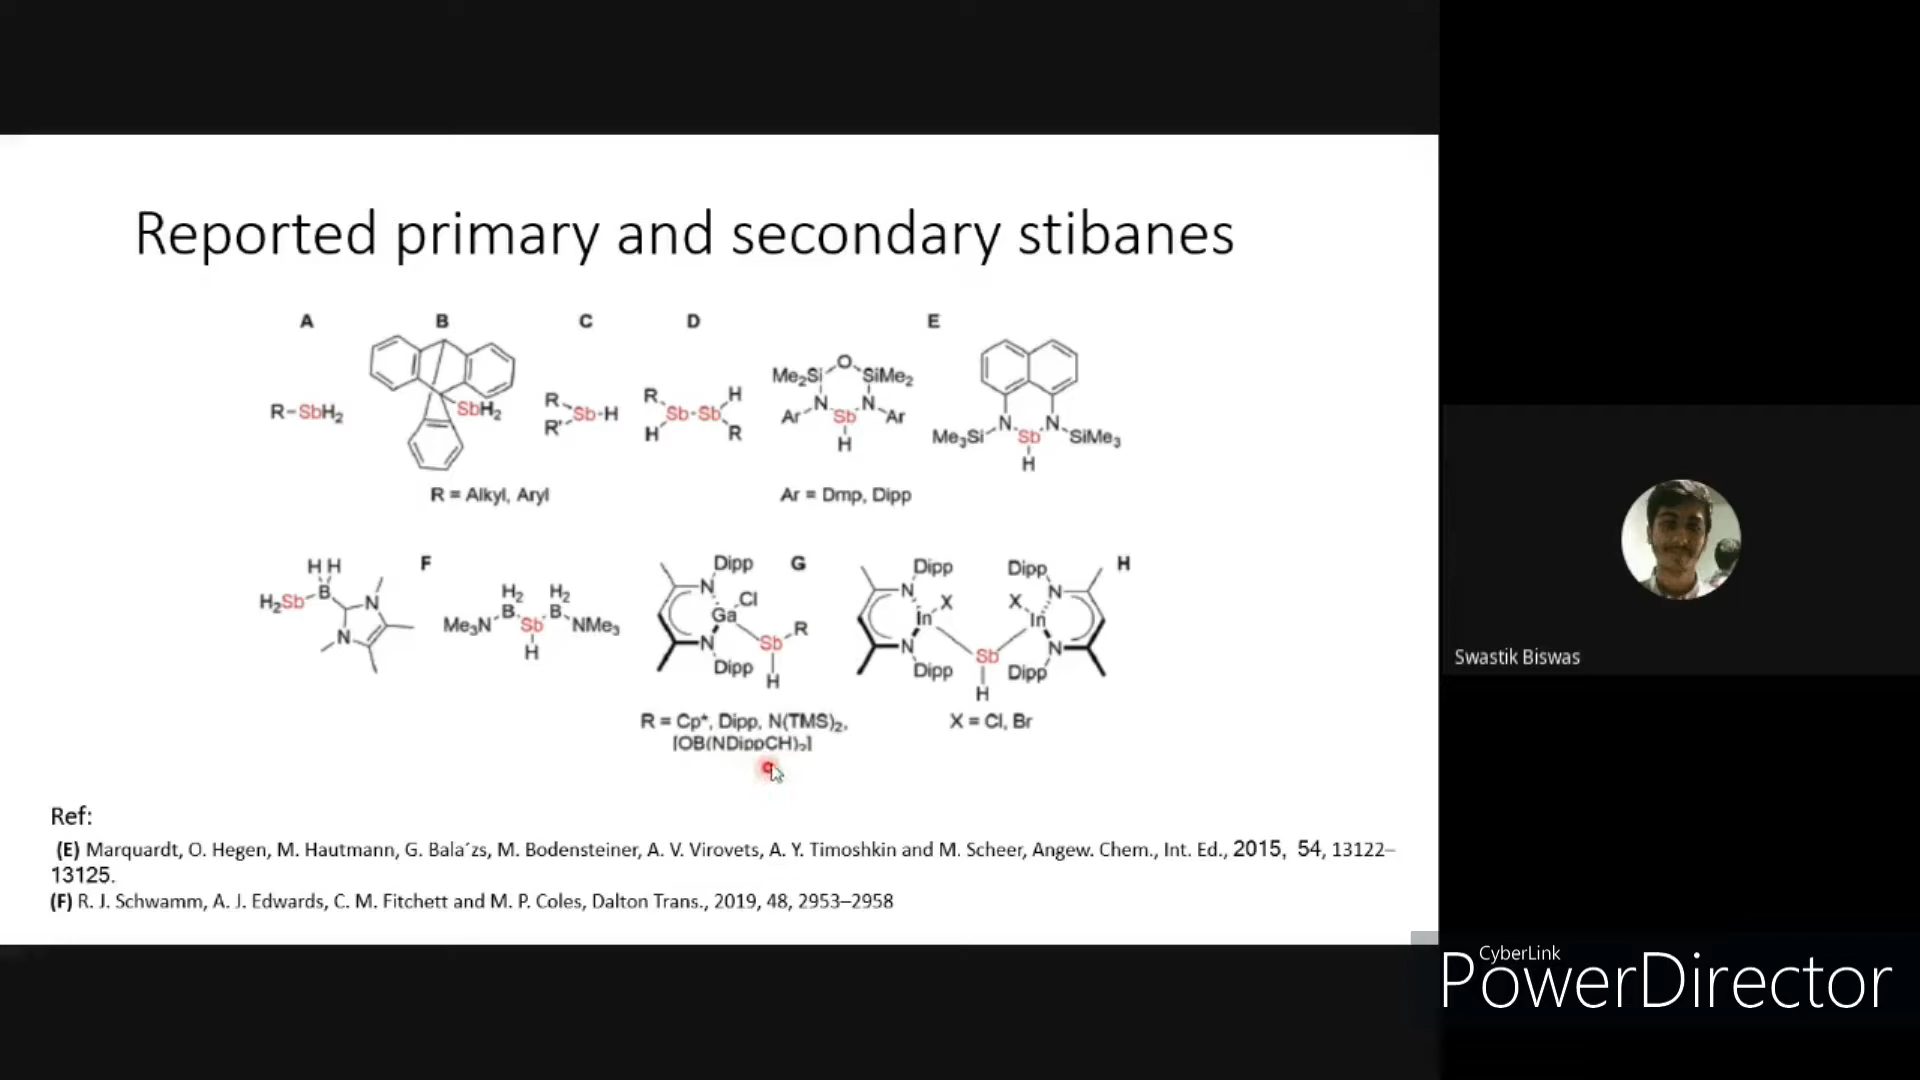 Reported primary and secondary stibanes
A
B
C
D
E
R-SbH2
SbH2
R
R'
Sb-H
R
H
Sb-Sb
H
R
Me2Si
O
SiMe2
Ar
N
Sb
N
Ar
H
Me3Si
N
Sb
N
SiMe3
H
R = Alkyl, Aryl
Ar = Dmp, Dipp
F
G
H
H H
H2Sb
B
N
N
H2
H2
Me3N
B
Sb
B
NMe3
H
Dipp
N
Cl
Ga
N
Sb
R
Dipp
H
Dipp
Dipp
N
X
X
N
In
In
N
Sb
N
Dipp
Dipp
H
R = Cp*, Dipp, N(TMS)2,
[OB(NDippCH)2]
X = Cl, Br
Ref:
(E) Marquardt, O. Hegen, M. Hautmann, G. Bala´zs, M. Bodensteiner, A. V. Virovets, A. Y. Timoshkin and M. Scheer, Angew. Chem., Int. Ed., 2015, 54, 13122–
13125.
(F) R. J. Schwamm, A. J. Edwards, C. M. Fitchett and M. P. Coles, Dalton Trans., 2019, 48, 2953–2958
Swastik Biswas
CyberLink
PowerDirector